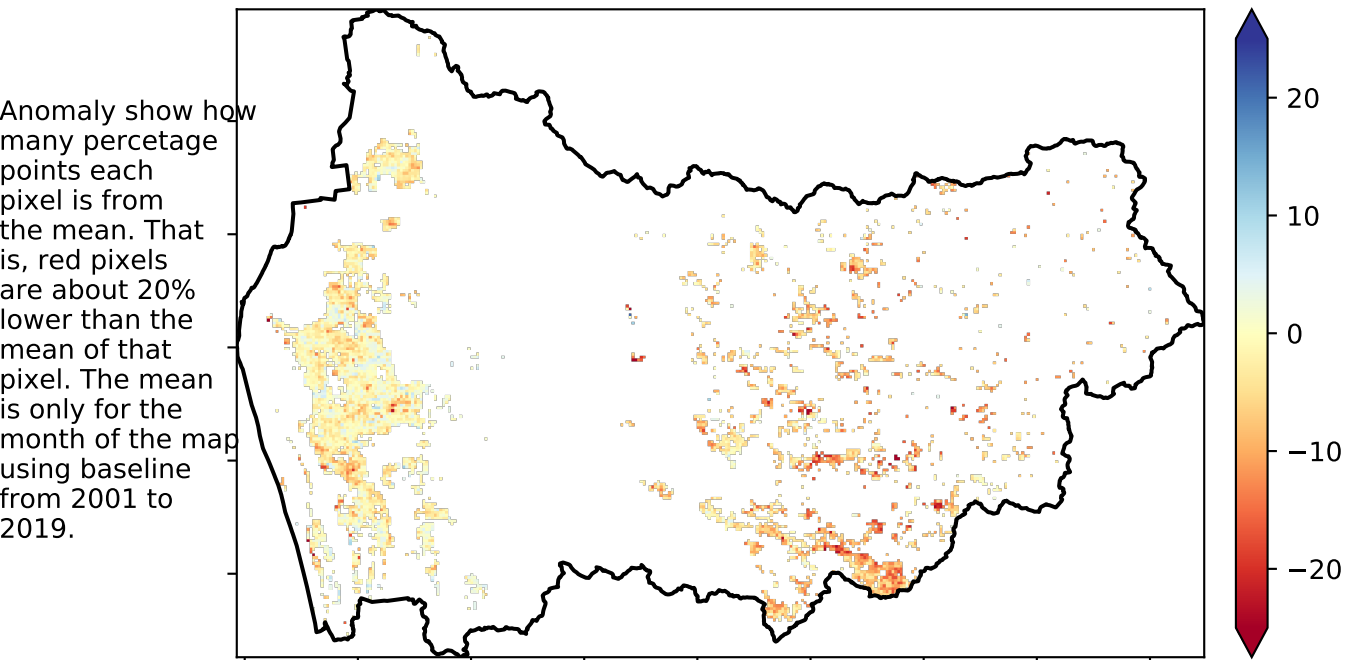 Anomaly show how
many percetage
points each
pixel is from
the mean. That
is, red pixels
are about 20%
lower than the
mean of that
pixel. The mean
is only for the
month of the map
using baseline
from 2001 to
2019.
20
10
0
−10
−20